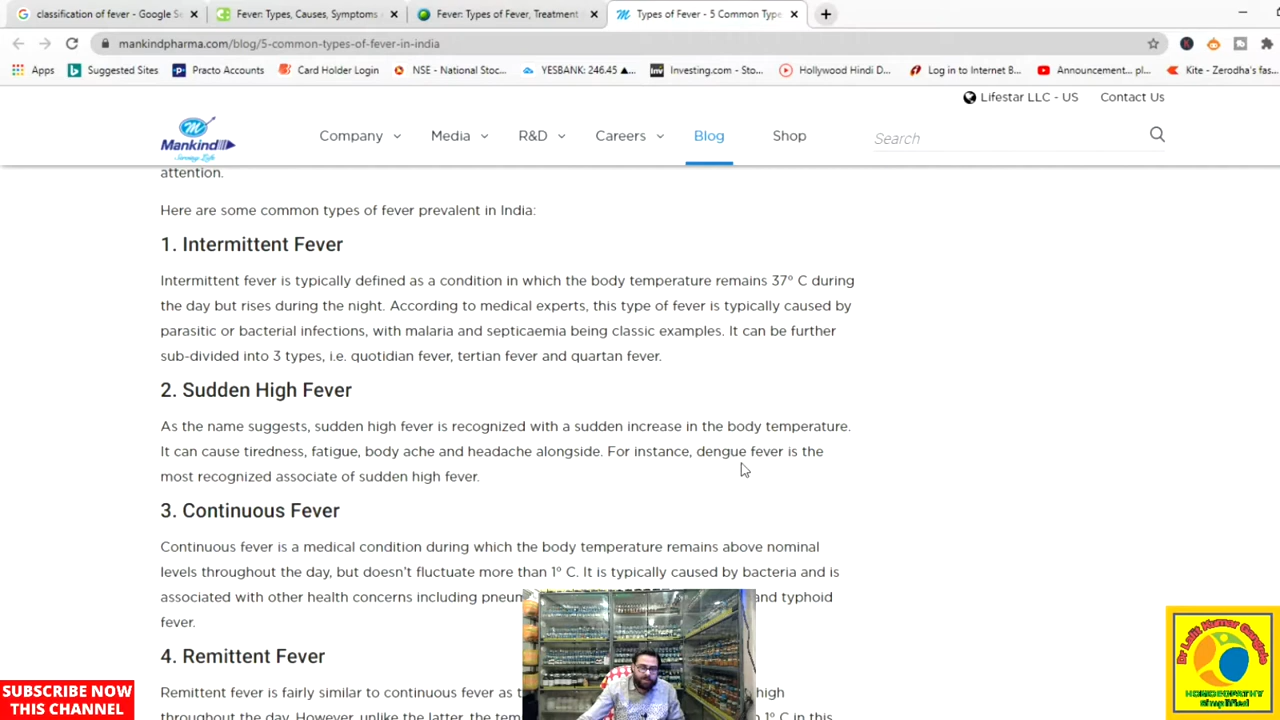 classification of fever - Google Se
Fever: Types, Causes, Symptoms
Fever: Types of Fever, Treatment
Types of Fever - 5 Common Type
mankindpharma.com/blog/5-common-types-of-fever-in-india
Apps
Suggested Sites
Practo Accounts
Card Holder Login
NSE - National Stoc...
YESBANK: 246.45 ▲...
Investing.com - Sto...
Hollywood Hindi D...
Log in to Internet B...
Announcement... pl...
Kite - Zerodha's fas...
Lifestar LLC - US
Contact Us
Mankind
Serving Life
Company
Media
R&D
Careers
Blog
Shop
Search
attention.
Here are some common types of fever prevalent in India:
1. Intermittent Fever
Intermittent fever is typically defined as a condition in which the body temperature remains 37° C during
the day but rises during the night. According to medical experts, this type of fever is typically caused by
parasitic or bacterial infections, with malaria and septicaemia being classic examples. It can be further
sub-divided into 3 types, i.e. quotidian fever, tertian fever and quartan fever.
2. Sudden High Fever
As the name suggests, sudden high fever is recognized with a sudden increase in the body temperature.
It can cause tiredness, fatigue, body ache and headache alongside. For instance, dengue fever is the
most recognized associate of sudden high fever.
3. Continuous Fever
Continuous fever is a medical condition during which the body temperature remains above nominal
levels throughout the day, but doesn't fluctuate more than 1° C. It is typically caused by bacteria and is
associated with other health concerns including pneum and typhoid
fever.
4. Remittent Fever
Remittent fever is fairly similar to continuous fever as t high
throughout the day. However, unlike the latter, the tem 1° C in this
SUBSCRIBE NOW
THIS CHANNEL
Dr Lalit Kumar
HOMOEOPATHY
Simplified